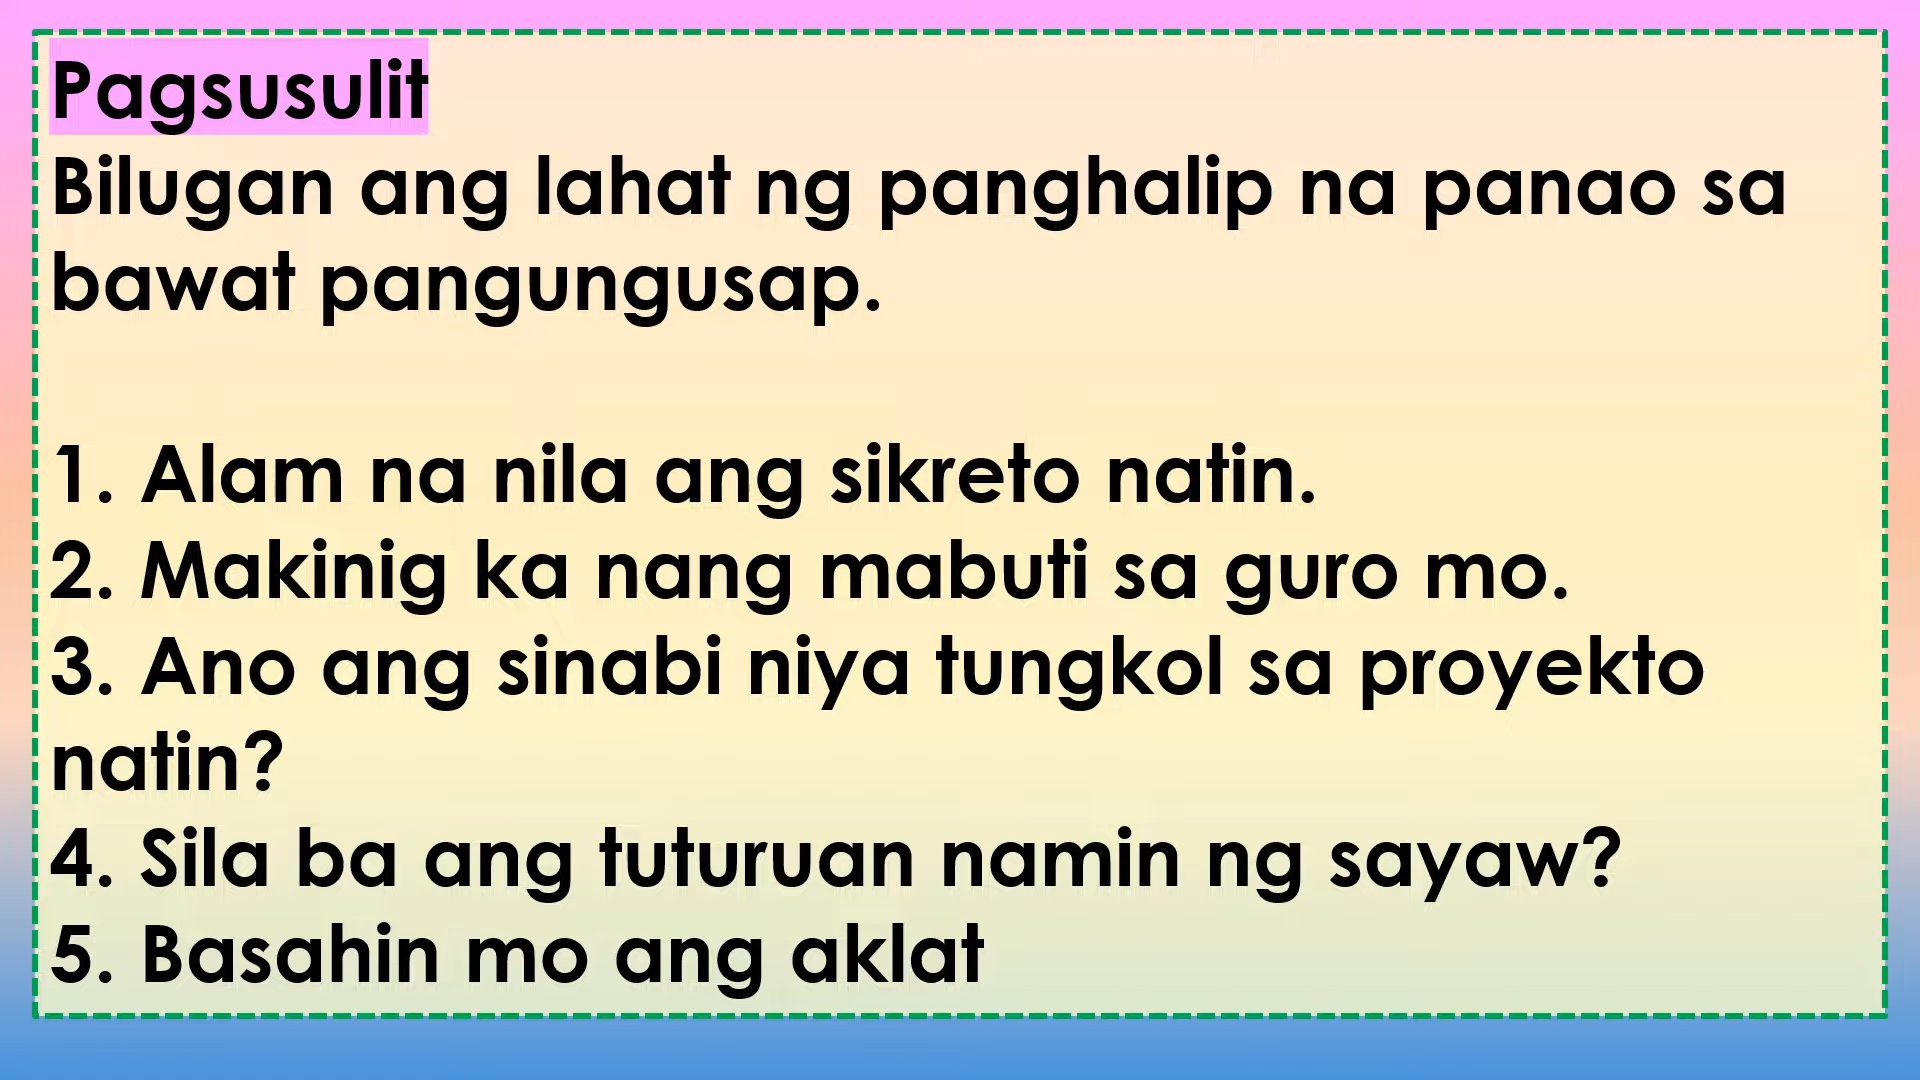 Pagsusulit
Bilugan ang lahat ng panghalip na panao sa
bawat pangungusap.
1. Alam na nila ang sikreto natin.
2. Makinig ka nang mabuti sa guro mo.
3. Ano ang sinabi niya tungkol sa proyekto
natin?
4. Sila ba ang tuturuan namin ng sayaw?
5. Basahin mo ang aklat